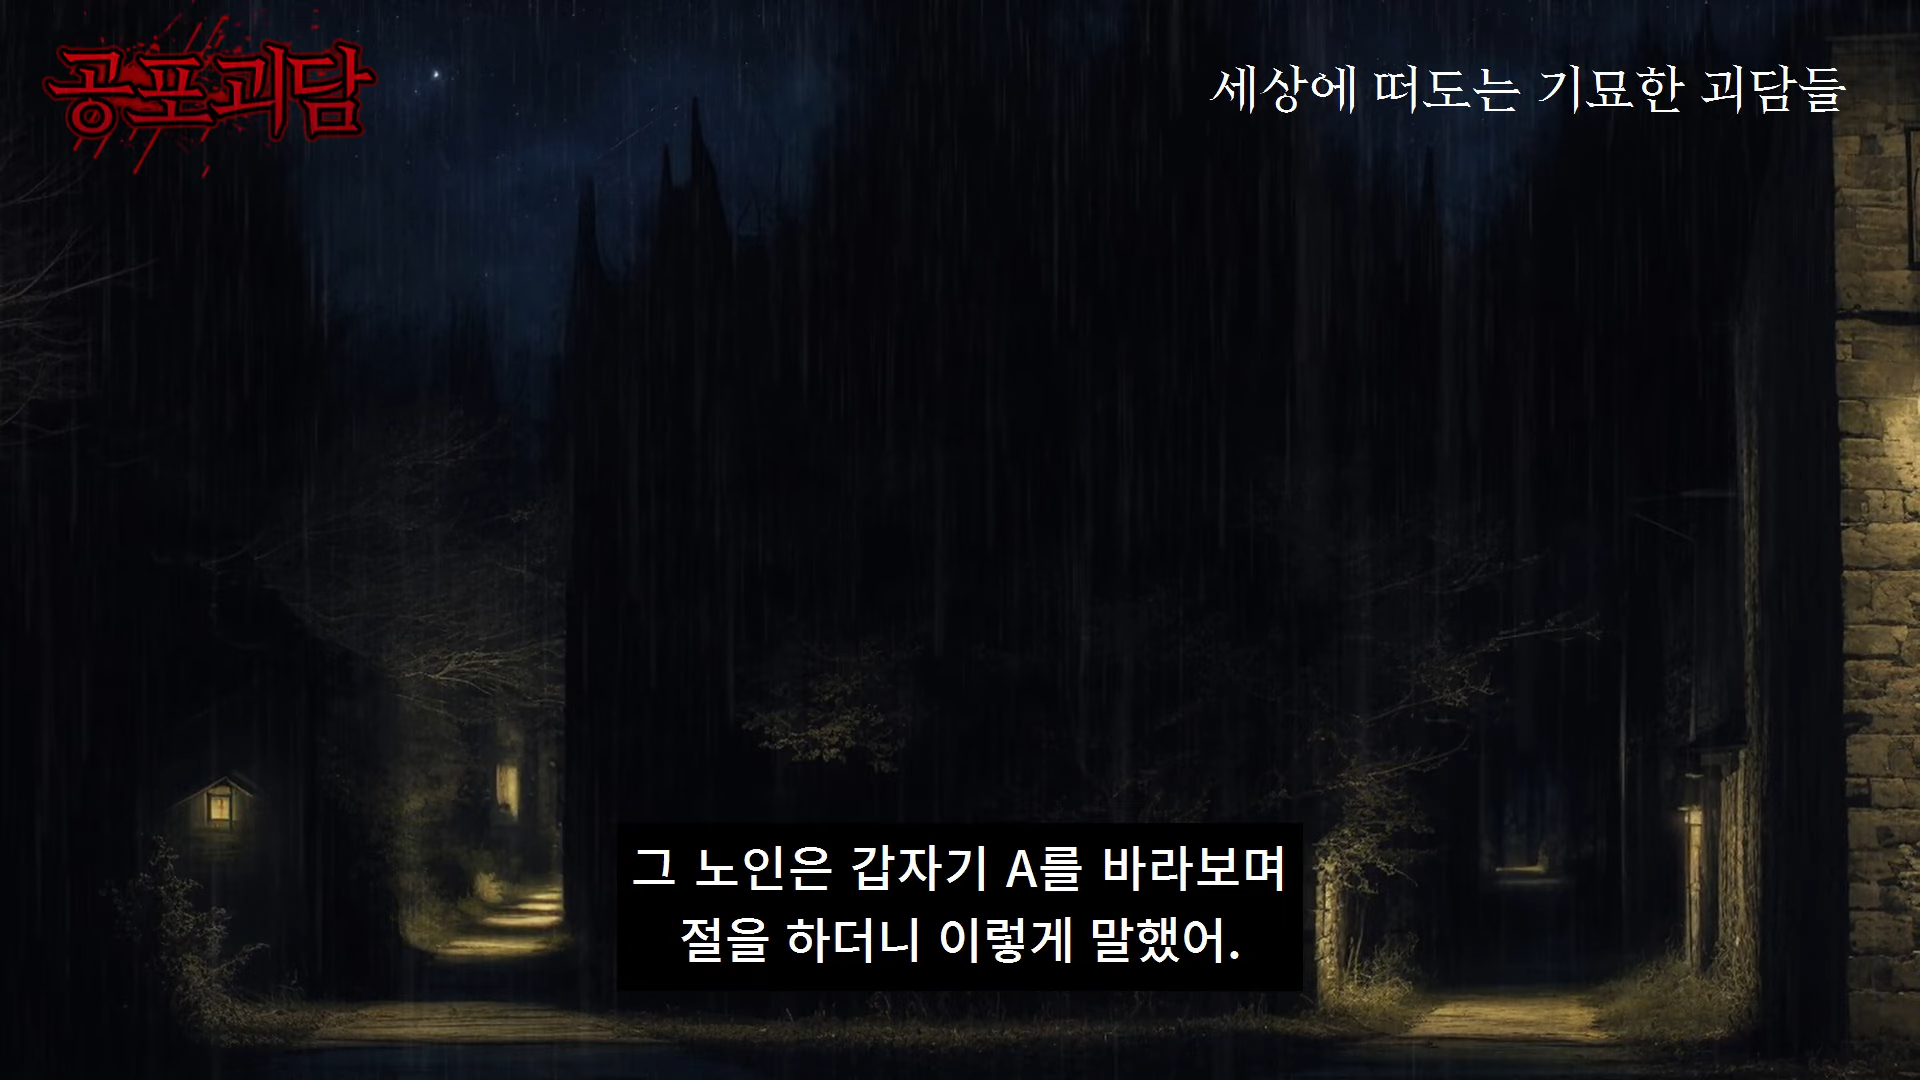 공포괴담
세상에 떠도는 기묘한 괴담들
그 노인은 갑자기 A를 바라보며
절을 하더니 이렇게 말했어.